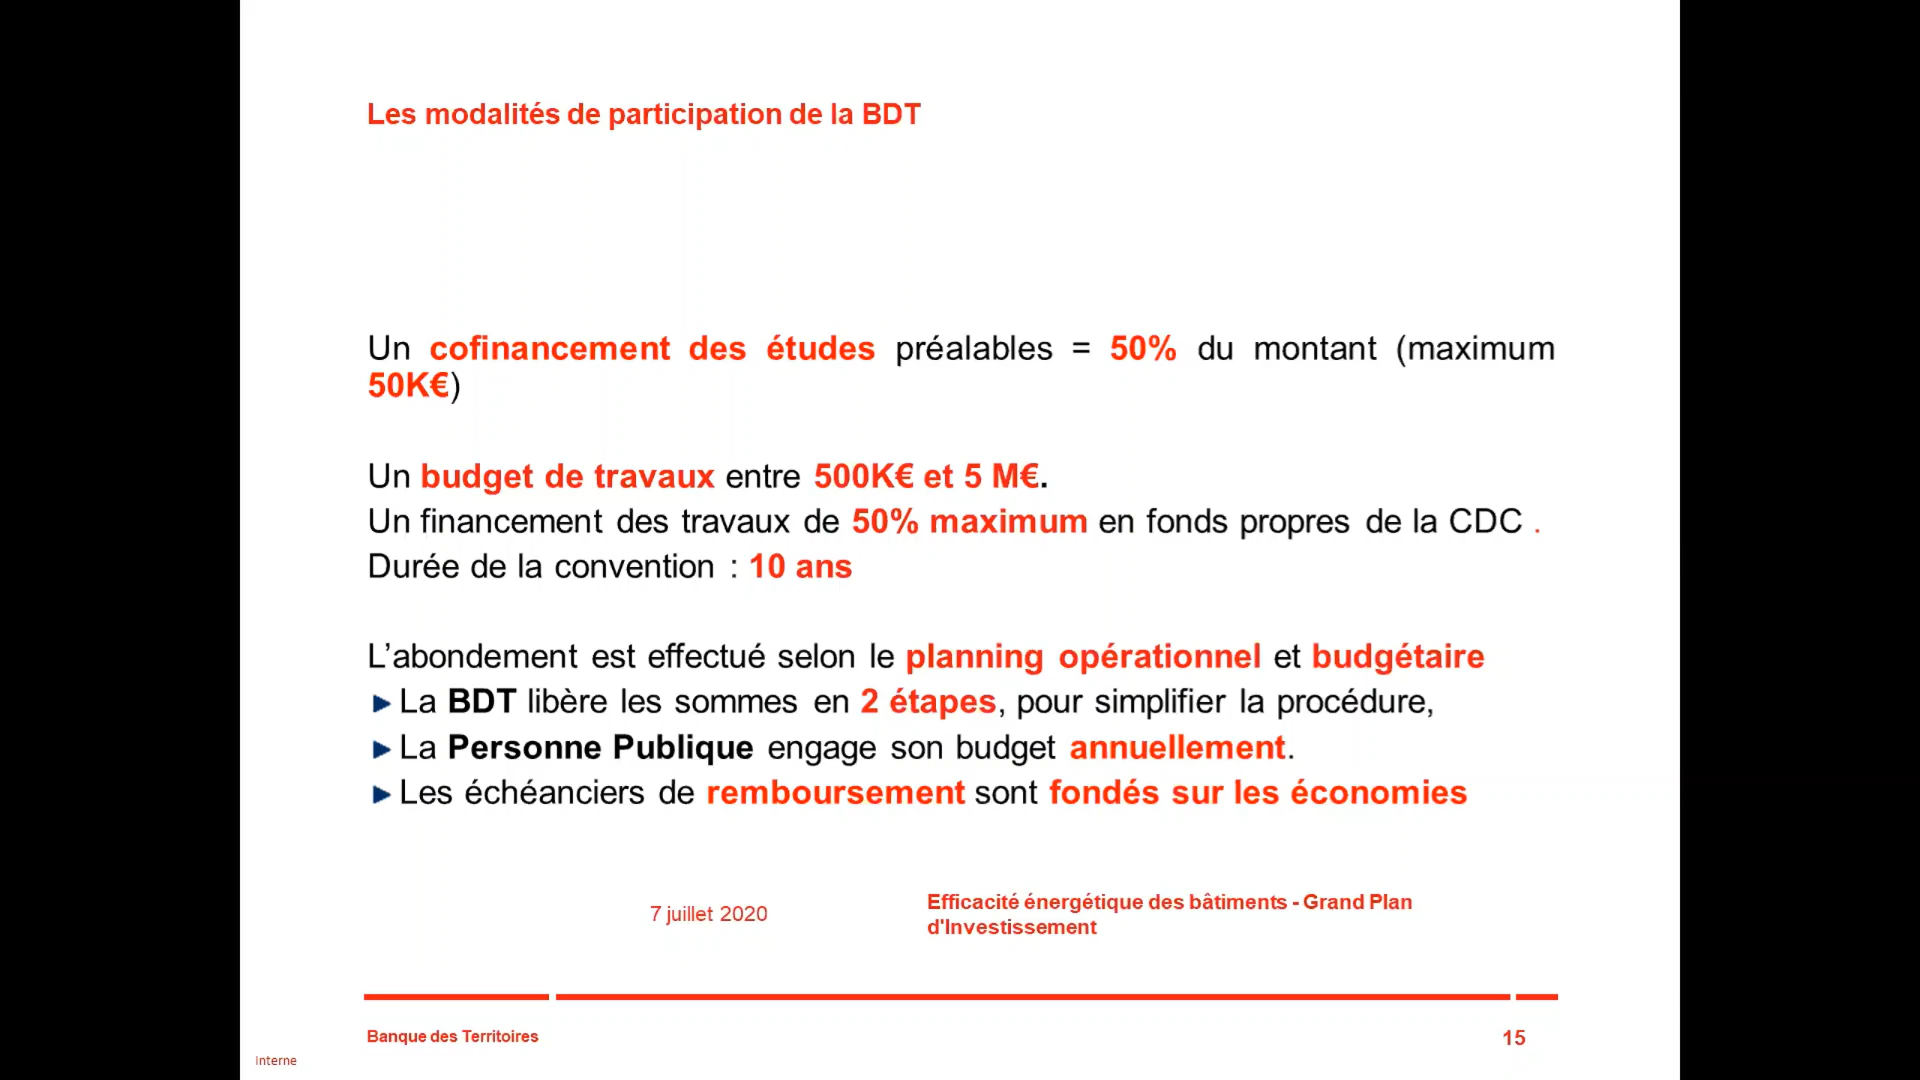 Les modalités de participation de la BDT
Un cofinancement des études préalables = 50% du montant (maximum
50K€)
Un budget de travaux entre 500K€ et 5 M€.
Un financement des travaux de 50% maximum en fonds propres de la CDC .
Durée de la convention : 10 ans
L’abondement est effectué selon le planning opérationnel et budgétaire
La BDT libère les sommes en 2 étapes, pour simplifier la procédure,
La Personne Publique engage son budget annuellement.
Les échéanciers de remboursement sont fondés sur les économies
7 juillet 2020
Efficacité énergétique des bâtiments - Grand Plan
d'Investissement
Banque des Territoires
15
Interne